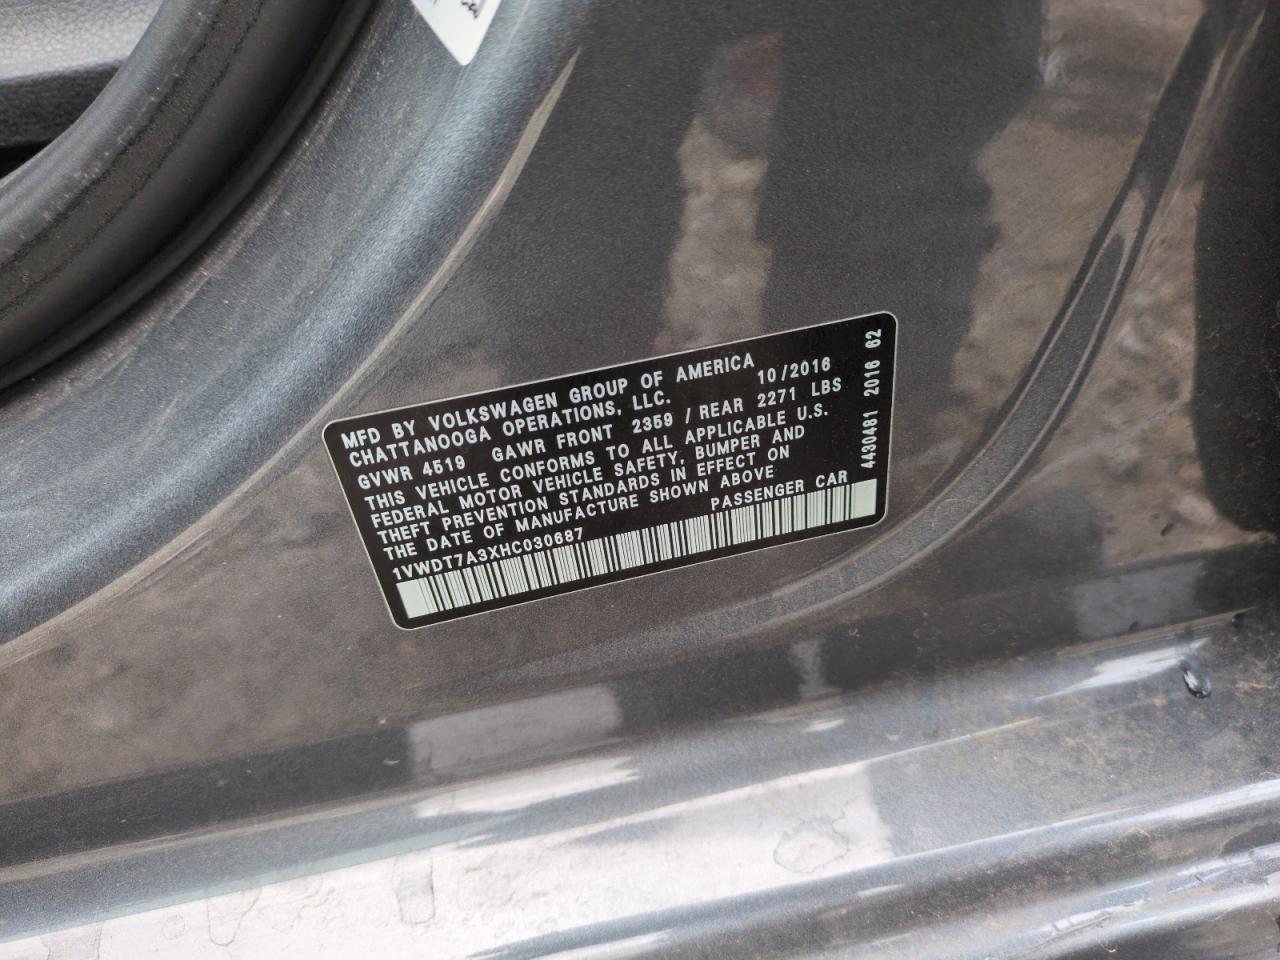 MFD BY VOLKSWAGEN GROUP OF AMERICA
CHATTANOOGA OPERATIONS, LLC. 10/2016
GVWR 4519 GAWR FRONT 2359 / REAR 2271 LBS
THIS VEHICLE CONFORMS TO ALL APPLICABLE U.S.
FEDERAL MOTOR VEHICLE SAFETY, BUMPER AND
THEFT PREVENTION STANDARDS IN EFFECT ON
THE DATE OF MANUFACTURE SHOWN ABOVE
1VWDT7A3XHC030687 PASSENGER CAR
4430481 2016 62